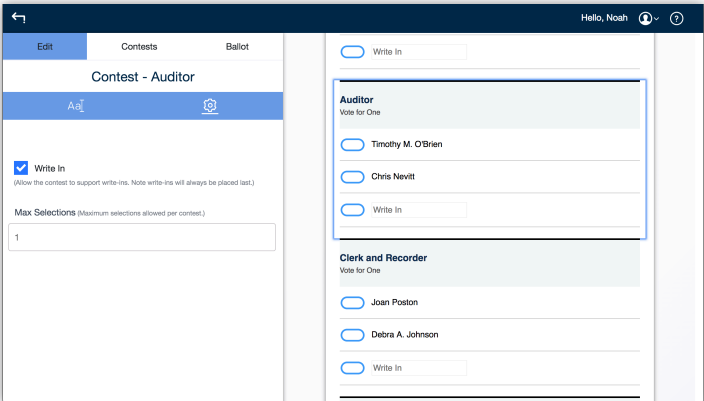 Hello, Noah
?
Edit Contests Ballot
Contest - Auditor
Aa
Write In
(Allow the contest to support write-ins. Note write-ins will always be placed last.)
Max Selections (Maximum selections allowed per contest.)
1
Write In
Auditor
Vote for One
Timothy M. O'Brien
Chris Nevitt
Write In
Clerk and Recorder
Vote for One
Joan Poston
Debra A. Johnson
Write In